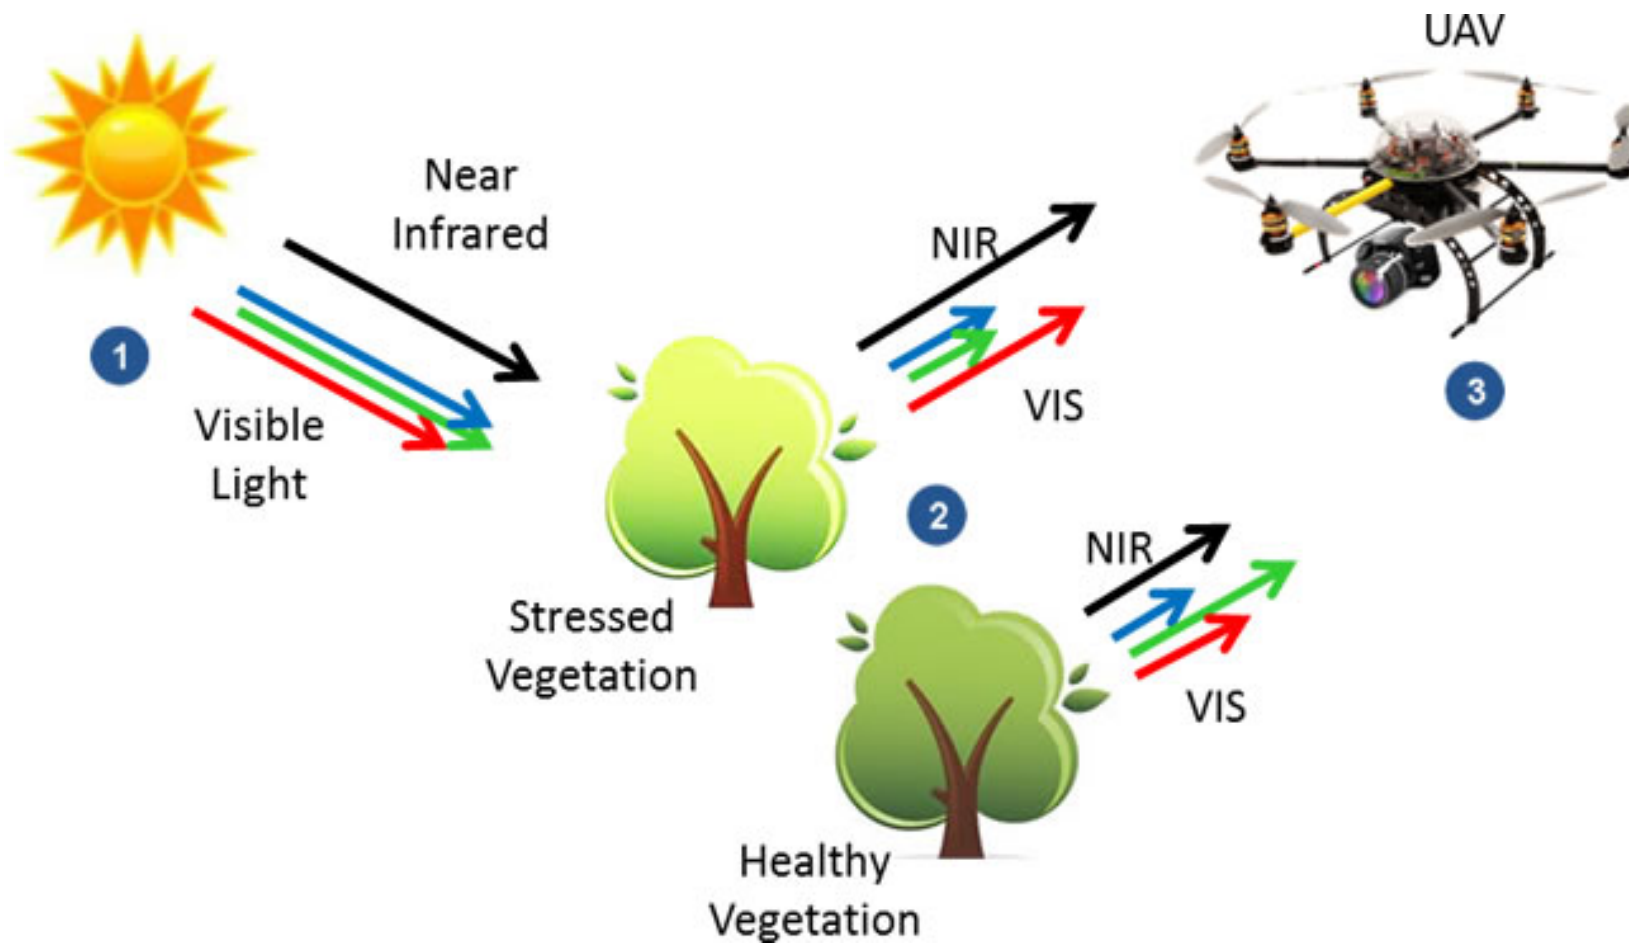 UAV
Near
Infrared
NIR
1
VIS
3
Visible
Light
2
NIR
Stressed
Vegetation
VIS
Healthy
Vegetation